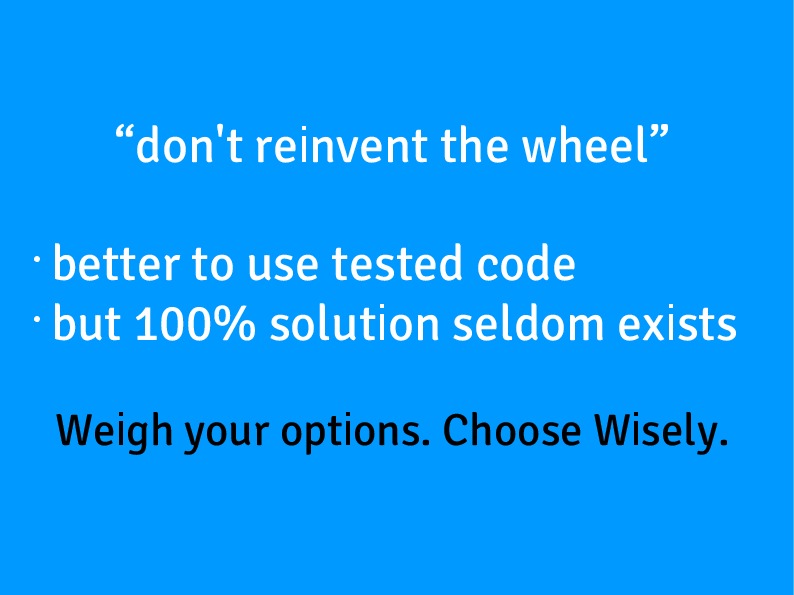 “don't reinvent the wheel”
· better to use tested code
· but 100% solution seldom exists
Weigh your options. Choose Wisely.